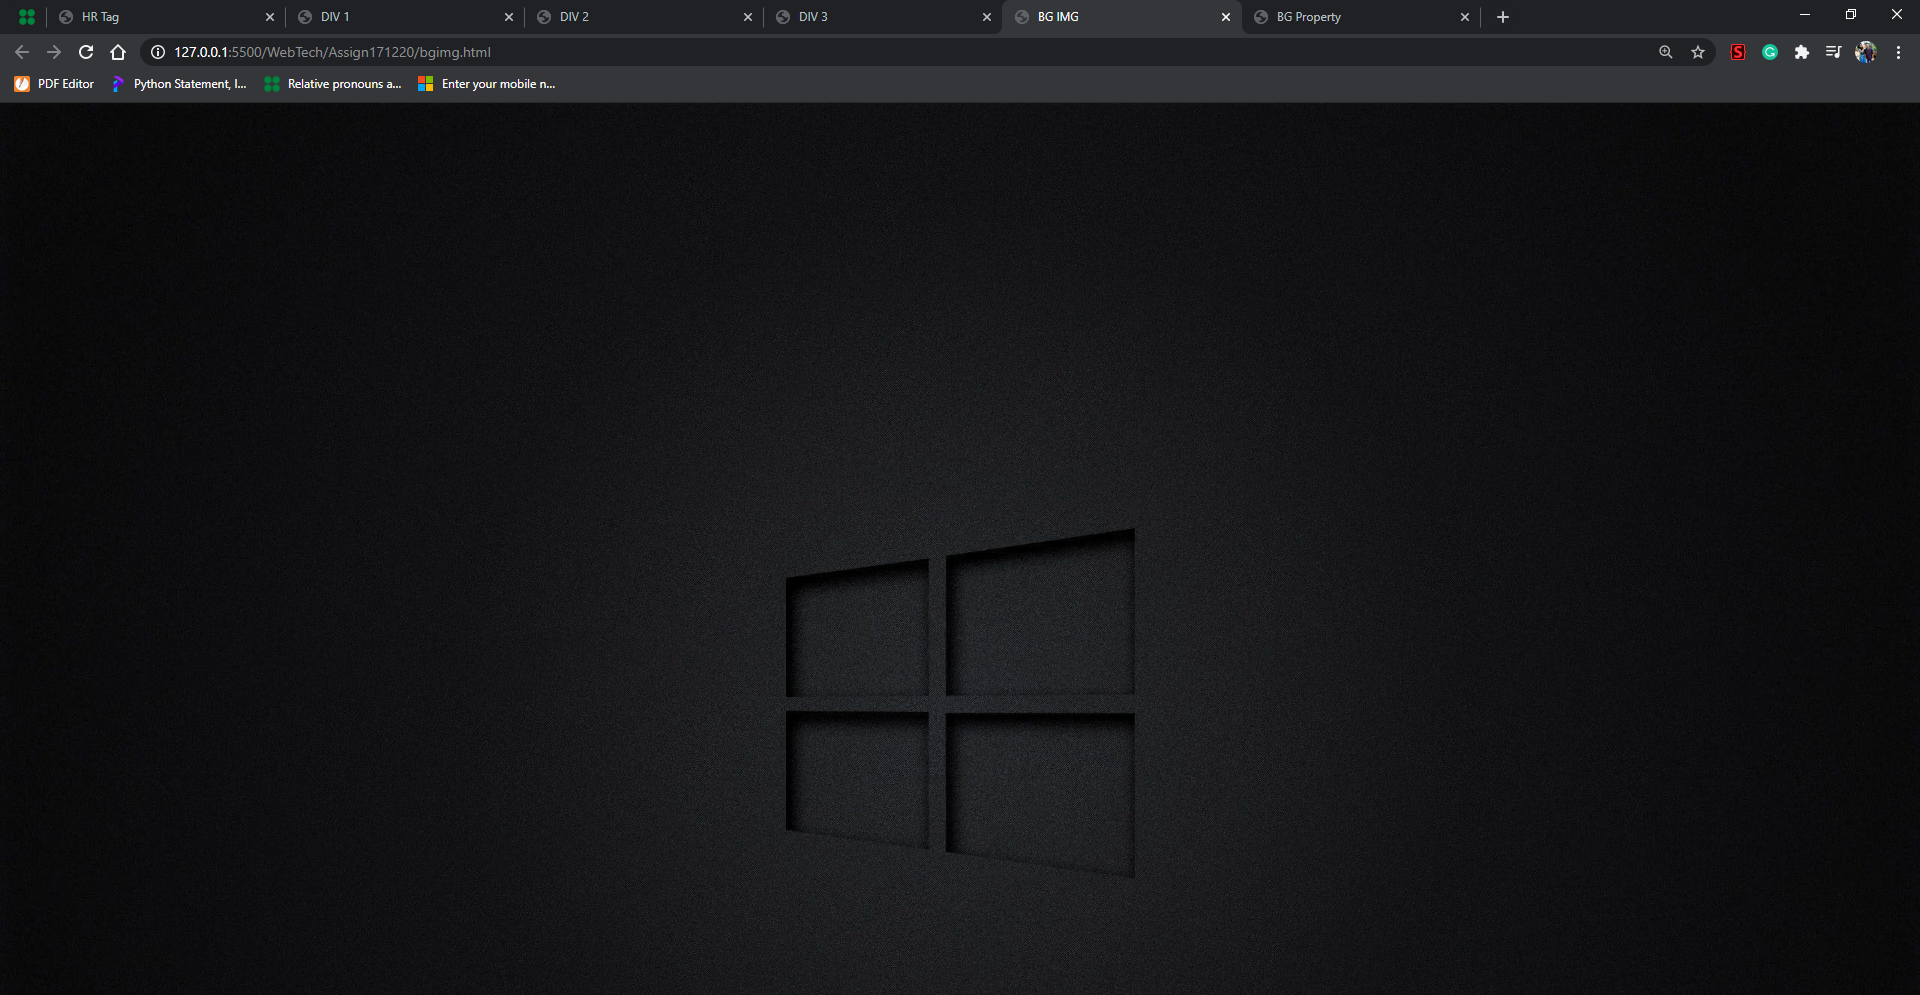 HR Tag
DIV 1
DIV 2
DIV 3
BG IMG
BG Property
127.0.0.1:5500/WebTech/Assign171220/bgimg.html
S
PDF Editor
Python Statement, I...
Relative pronouns a...
Enter your mobile n...